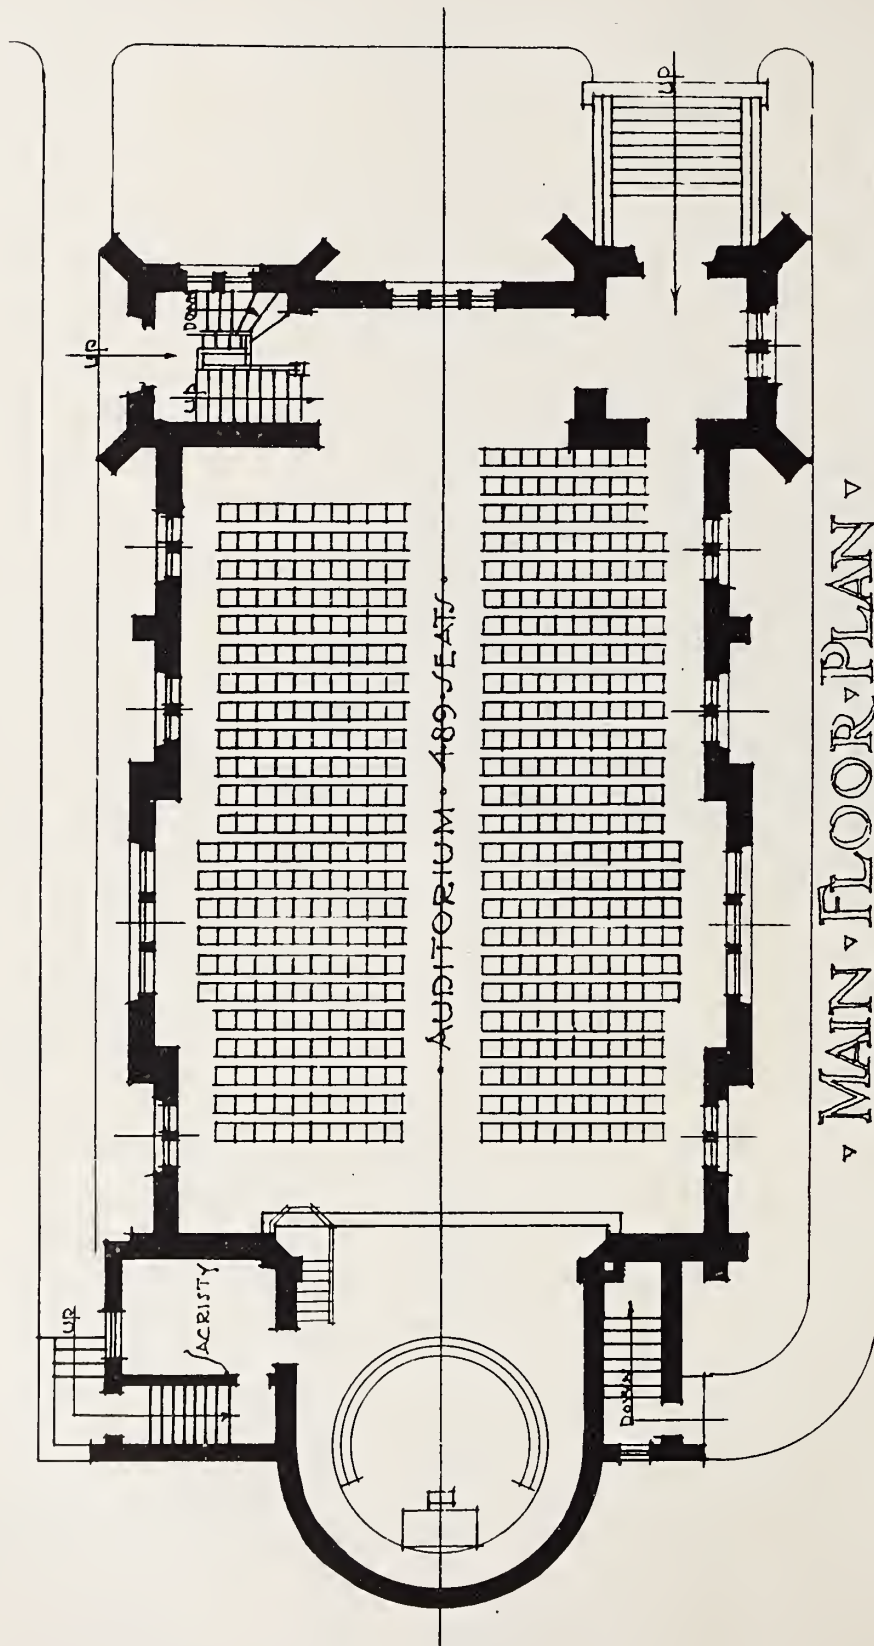 UP
UP
DOWN
UP
AUDITORIUM · 489 · SEATS ·
MAIN FLOOR PLAN
SACRISTY
UP
DOWN